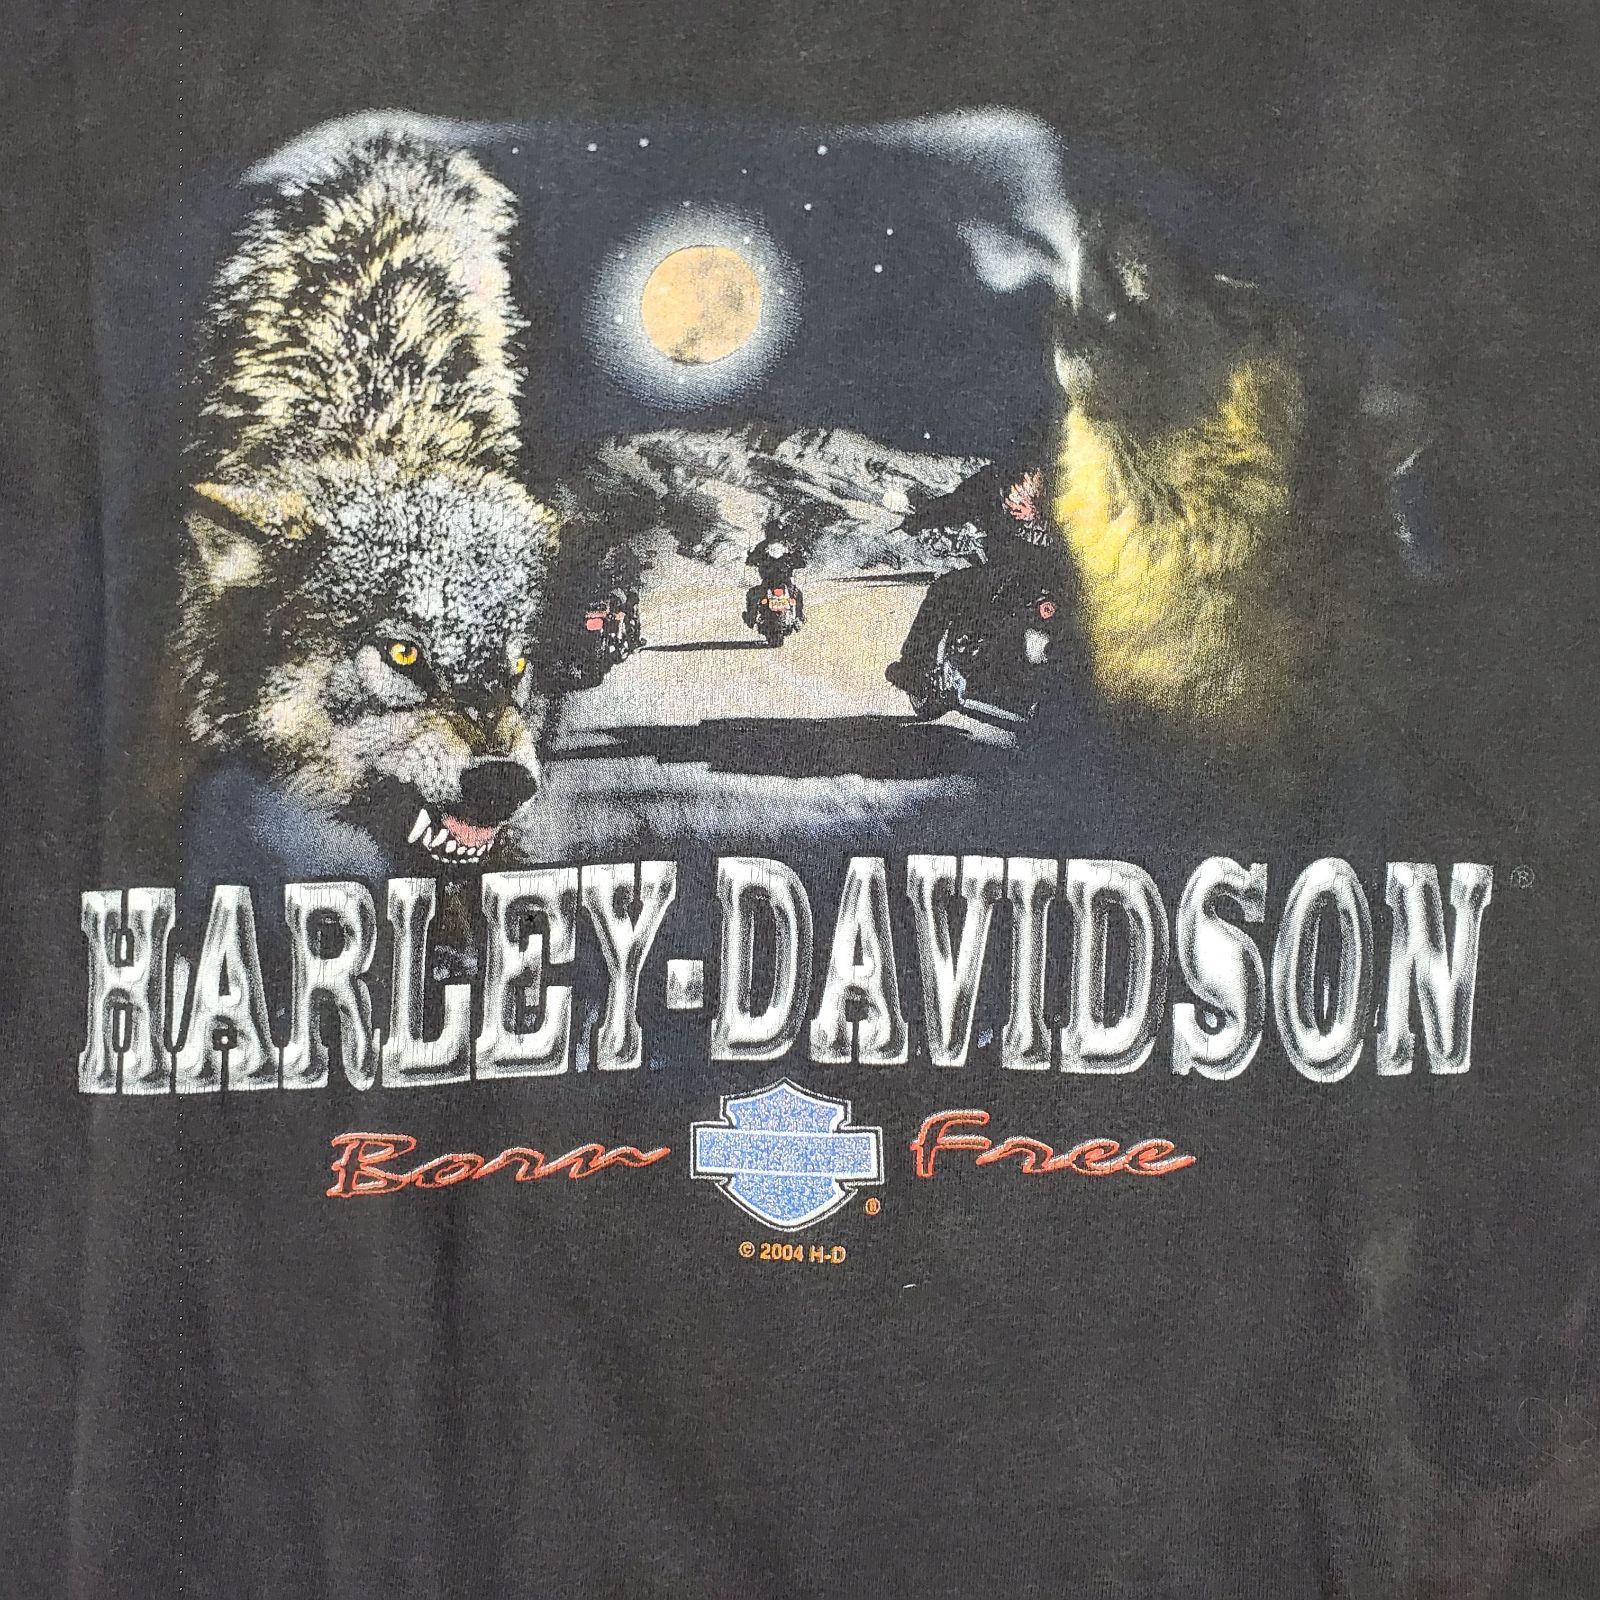 HARLEY-DAVIDSON®
Born Free
®
© 2004 H-D